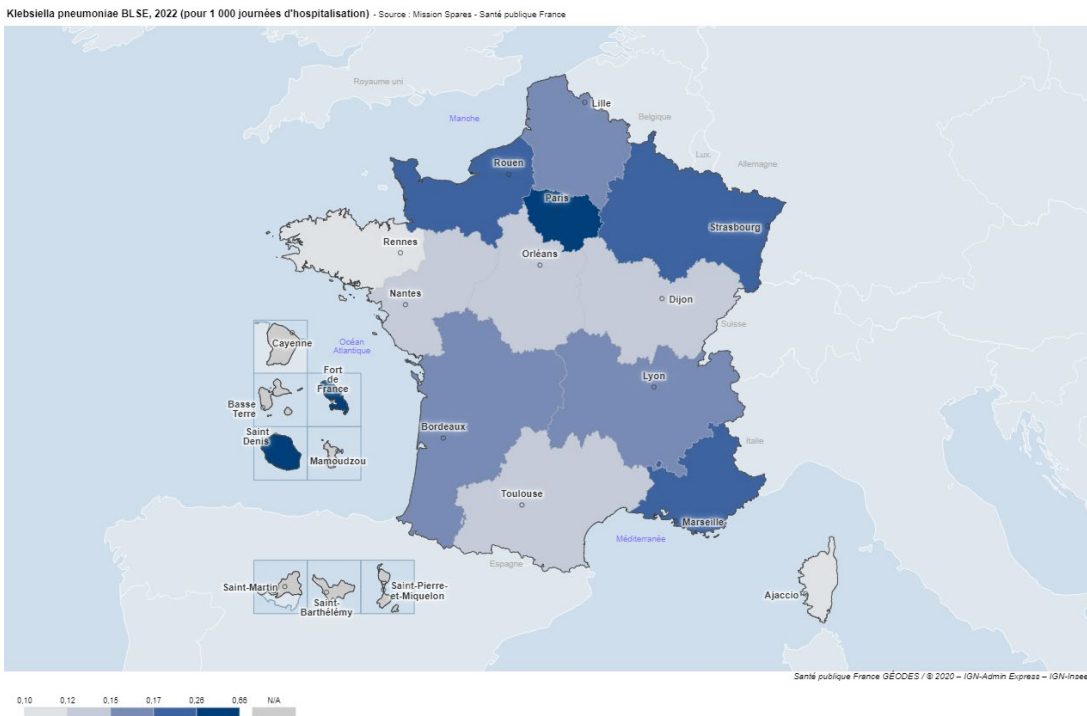 Klebsiella pneumoniae BLSE, 2022 (pour 1 000 journées d'hospitalisation) - Source : Mission Spares - Santé publique France
Royaume uni
Lille
Manche
Belgique
Lux.
Allemagne
Rouen
Paris
Strasbourg
Rennes
Orléans
Nantes
Dijon
Suisse
Cayenne
Océan
Atlantique
Fort
de
France
Lyon
Basse
Terre
Bordeaux
Saint
Denis
Italie
Mamoudzou
Toulouse
Marseille
Méditerranée
Espagne
Saint-Martin
Saint-
Barthélémy
Saint-Pierre-
et-Miquelon
Ajaccio
Santé publique France GÉODES / © 2020 – IGN-Admin Express – IGN-Insee
0,10 0,12 0,15 0,17 0,26 0,66 N/A